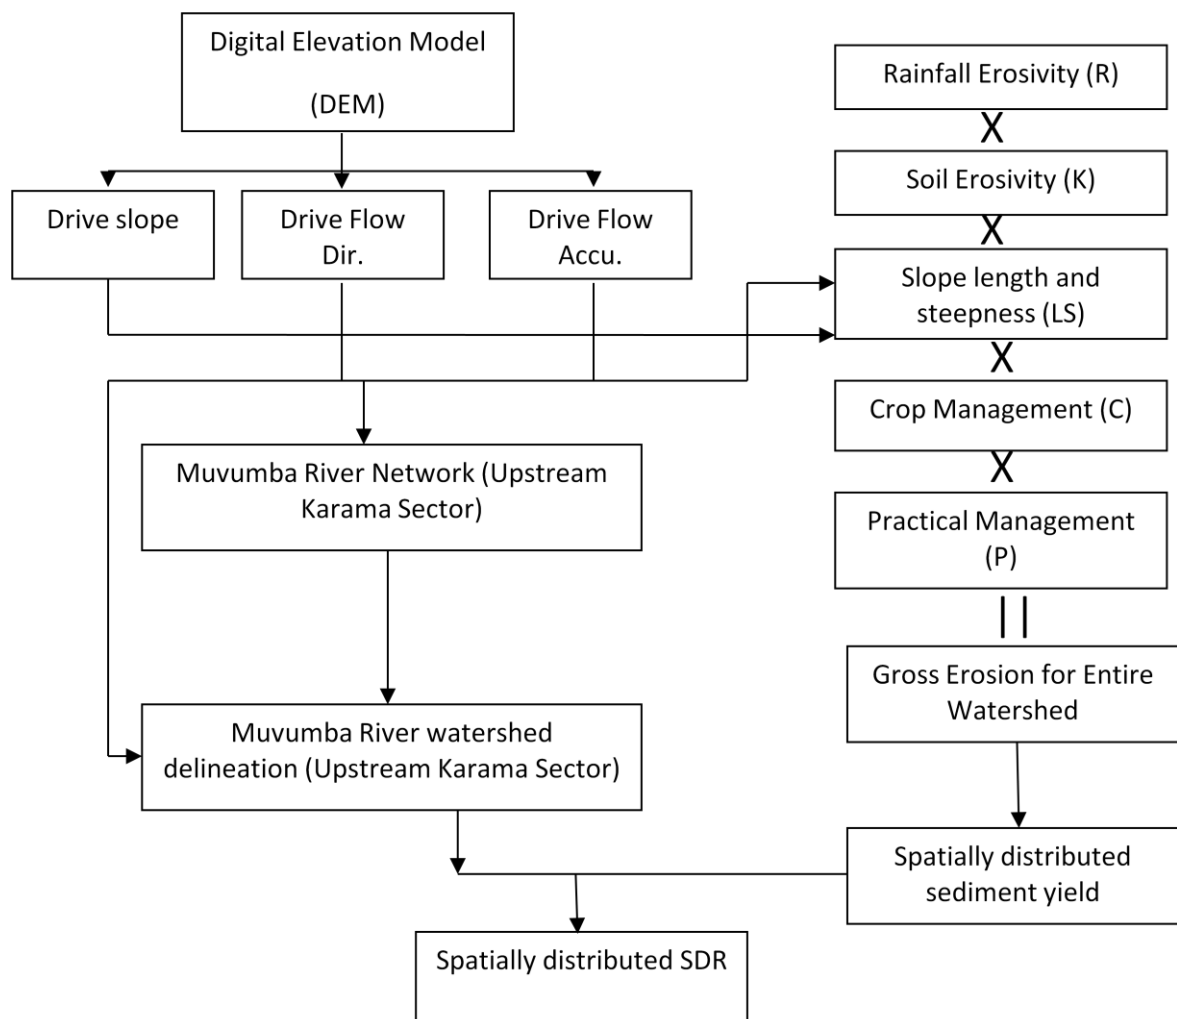 Digital Elevation Model
(DEM)
Rainfall Erosivity (R)
X
Soil Erosivity (K)
X
Drive slope
Drive Flow
Dir.
Drive Flow
Accu.
Slope length and
steepness (LS)
X
Crop Management (C)
X
Muvumba River Network (Upstream
Karama Sector)
Practical Management
(P)
||
Gross Erosion for Entire
Watershed
Muvumba River watershed
delineation (Upstream Karama Sector)
Spatially distributed
sediment yield
Spatially distributed SDR